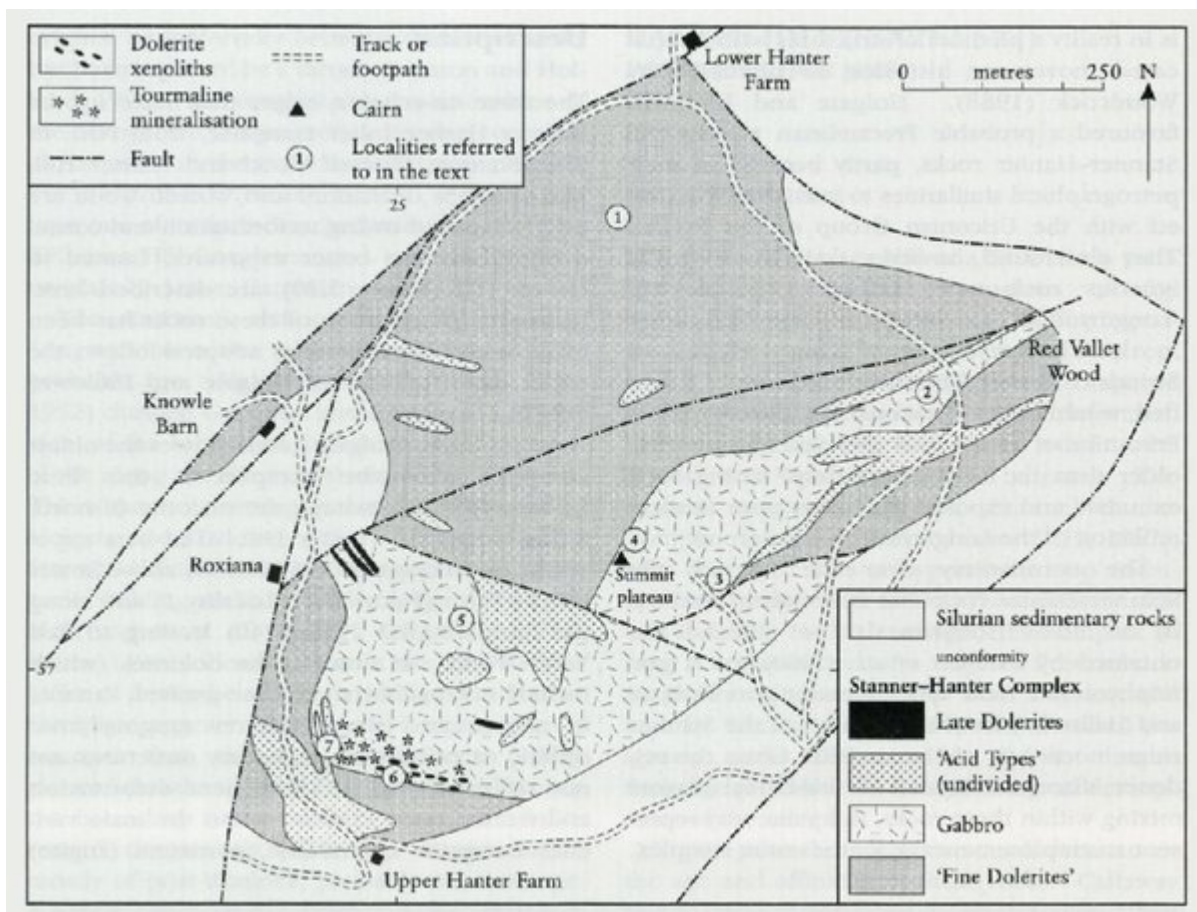 Dolerite
xenoliths
Tourmaline
mineralisation
Fault
Track or
footpath
Cairn
1
Localities referred
to in the text
Lower Hanter
Farm
0 metres 250 N
25
1
Red Vallet
Wood
2
Knowle
Barn
4
Summit
plateau
3
Roxiana
5
57
7
6
Upper Hanter Farm
Silurian sedimentary rocks
unconformity
Stanner–Hanter Complex
Late Dolerites
'Acid Types'
(undivided)
Gabbro
'Fine Dolerites'